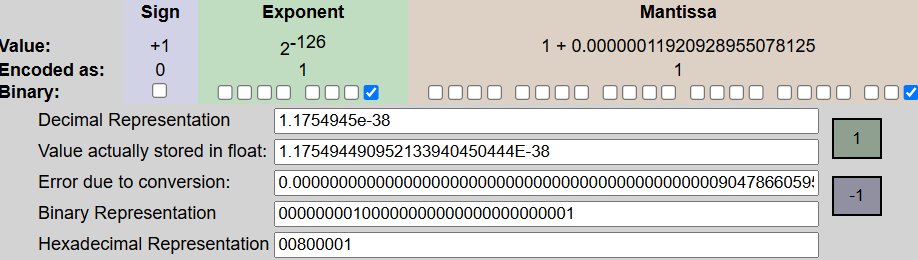 Sign Exponent Mantissa
Value: +1 2-126 1 + 0.00000011920928955078125
Encoded as: 0 1 1
Binary:
Decimal Representation 1.1754945e-38
Value actually stored in float: 1.175494490952133940450444E-38 1
Error due to conversion: 0.000000000000000000000000000000000000000000000904786605959
Binary Representation 00000000100000000000000000000001 -1
Hexadecimal Representation 00800001